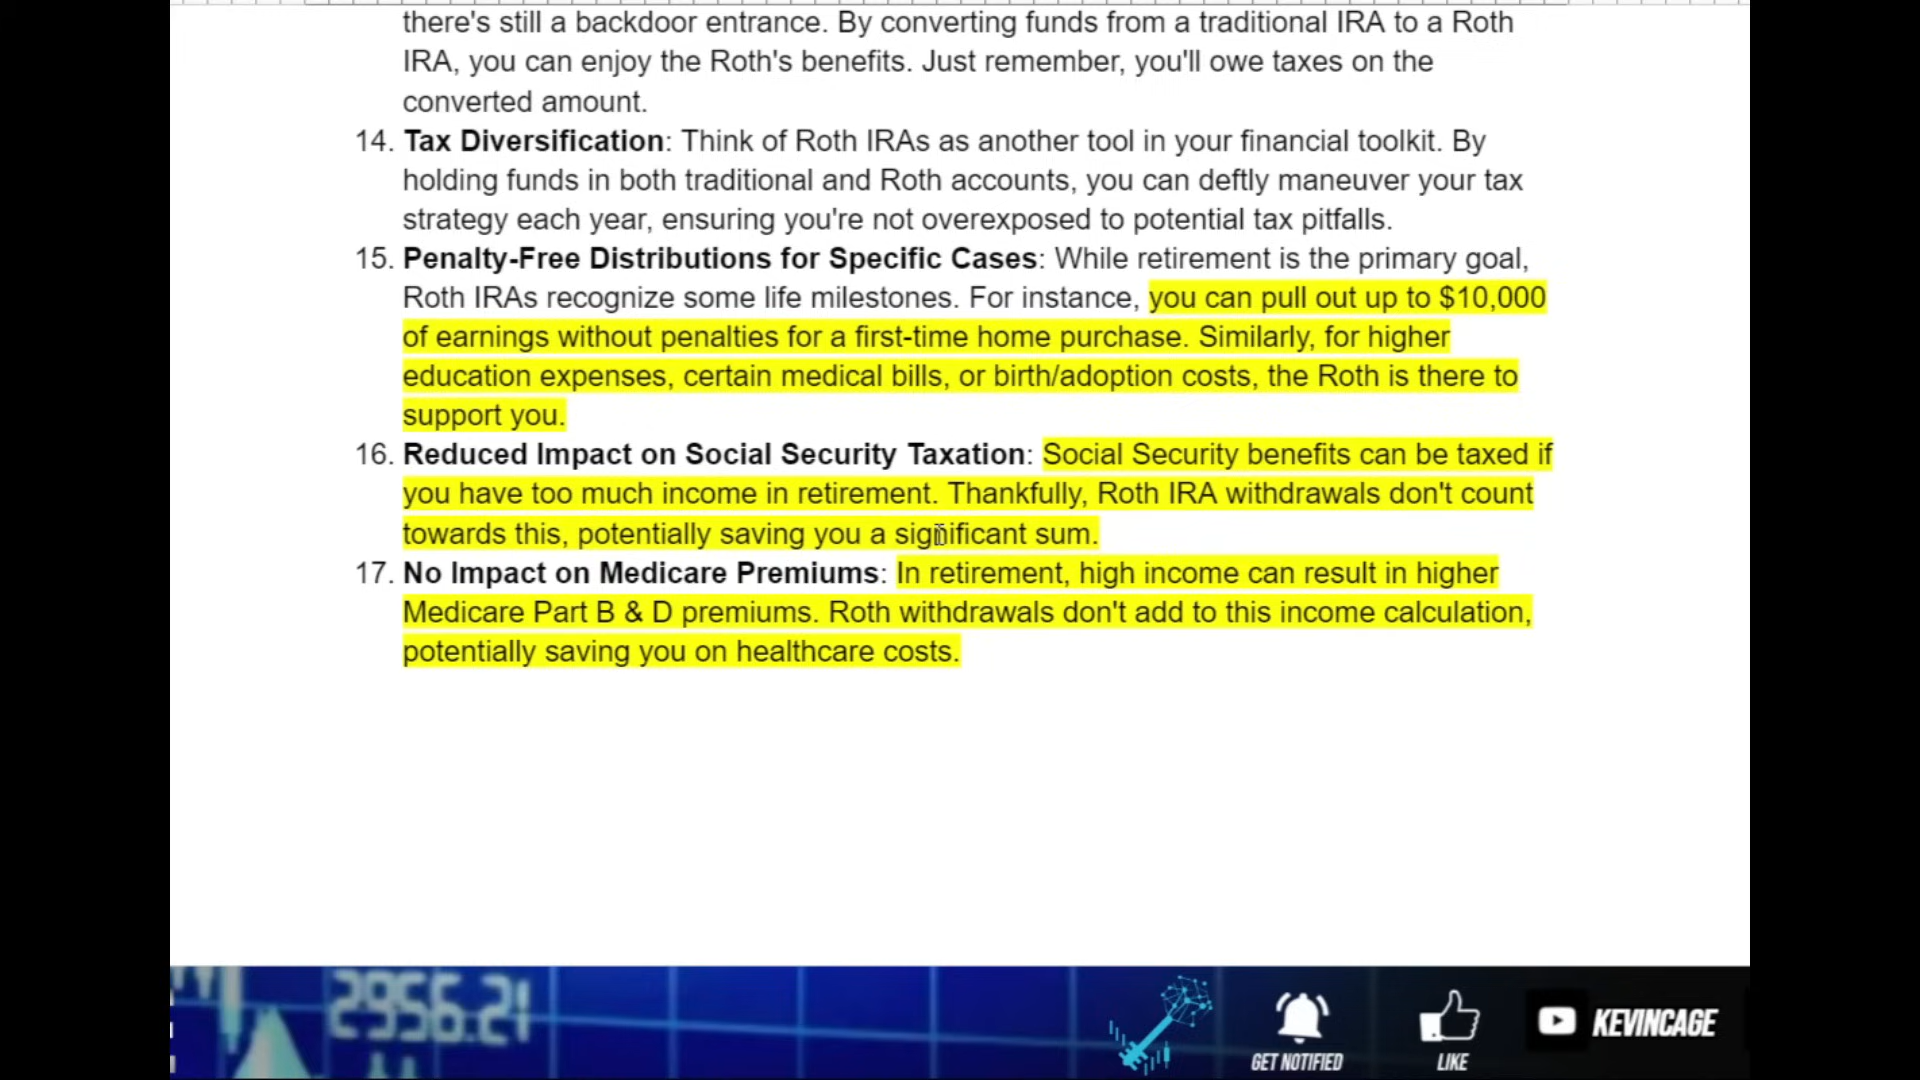 there's still a backdoor entrance. By converting funds from a traditional IRA to a Roth
IRA, you can enjoy the Roth's benefits. Just remember, you'll owe taxes on the
converted amount.
14. Tax Diversification: Think of Roth IRAs as another tool in your financial toolkit. By
holding funds in both traditional and Roth accounts, you can deftly maneuver your tax
strategy each year, ensuring you're not overexposed to potential tax pitfalls.
15. Penalty-Free Distributions for Specific Cases: While retirement is the primary goal,
Roth IRAs recognize some life milestones. For instance, you can pull out up to $10,000
of earnings without penalties for a first-time home purchase. Similarly, for higher
education expenses, certain medical bills, or birth/adoption costs, the Roth is there to
support you.
16. Reduced Impact on Social Security Taxation: Social Security benefits can be taxed if
you have too much income in retirement. Thankfully, Roth IRA withdrawals don't count
towards this, potentially saving you a significant sum.
17. No Impact on Medicare Premiums: In retirement, high income can result in higher
Medicare Part B & D premiums. Roth withdrawals don't add to this income calculation,
potentially saving you on healthcare costs.
2956.21
GET NOTIFIED
LIKE
KEVINCAGE